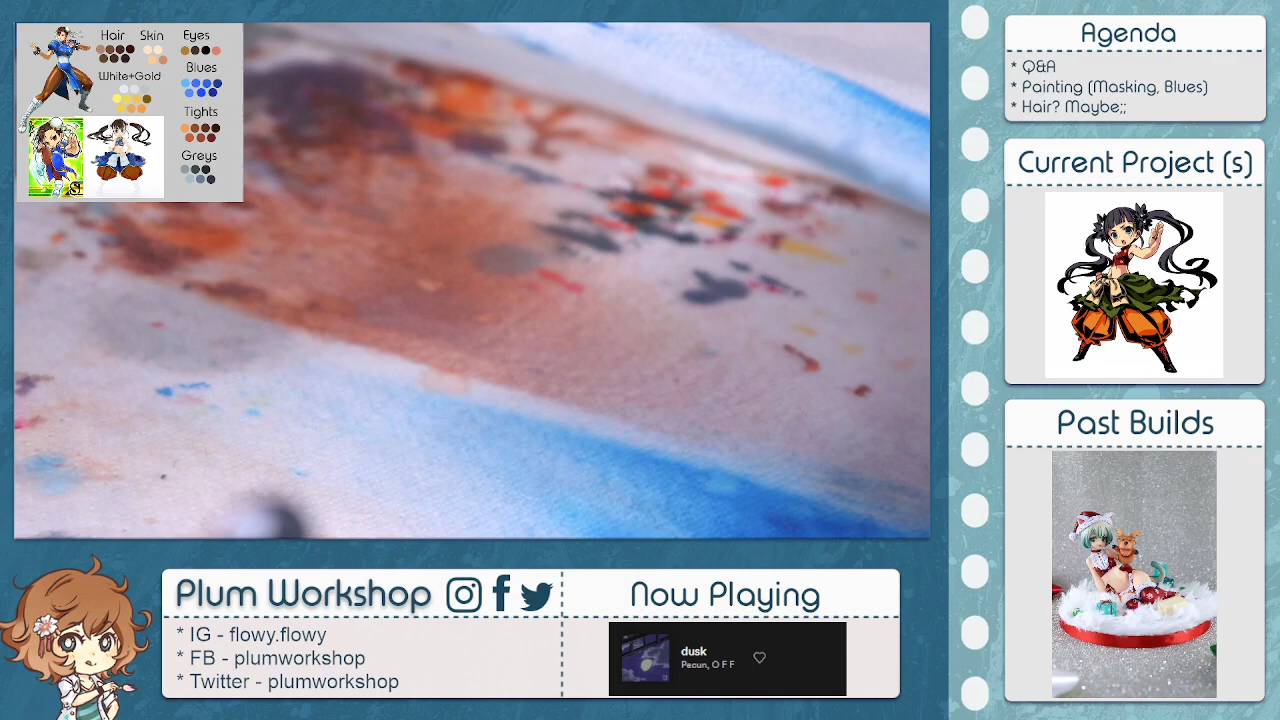 Hair Skin Eyes
White+Gold
Blues
Tights
Greys
Agenda
* Q&A
* Painting (Masking, Blues)
* Hair? Maybe;;
Current Project (s)
Past Builds
Plum Workshop
* IG - flowy.flowy
* FB - plumworkshop
* Twitter - plumworkshop
Now Playing
dusk
Pecun, O F F